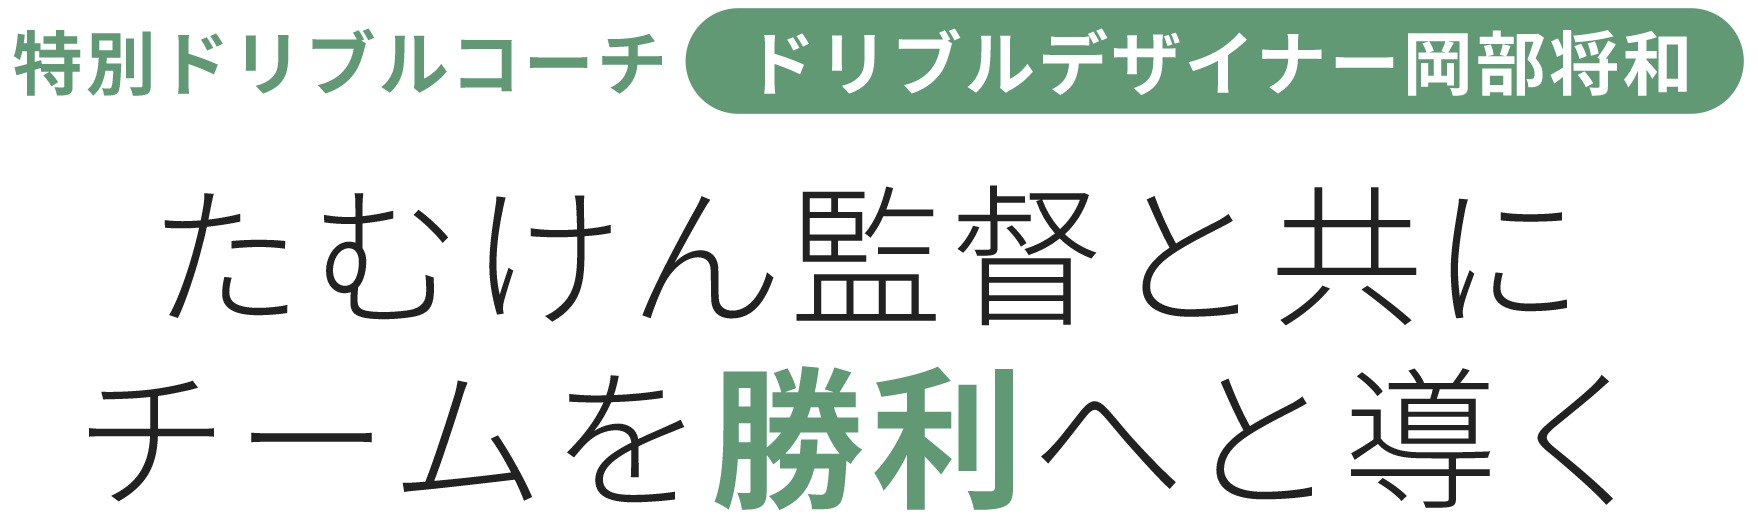 特別ドリブルコーチ ドリブルデザイナー岡部将和
たむけん監督と共に
チームを勝利へと導く